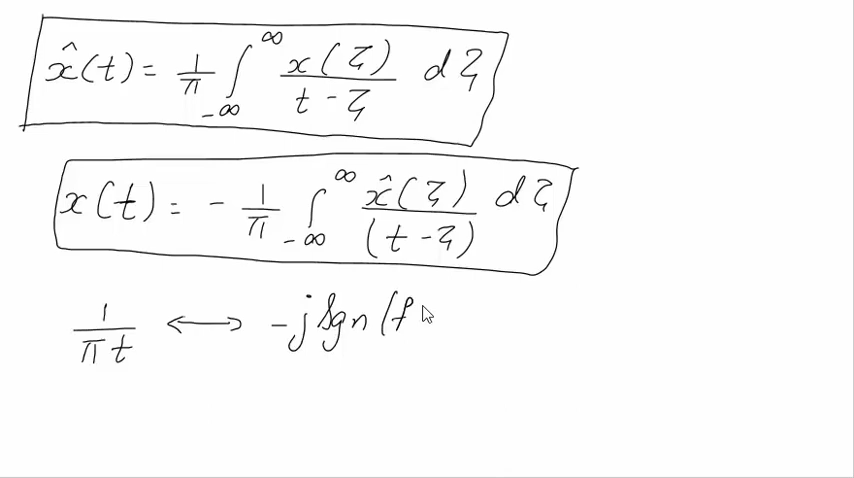 x̂(t) = 1/π ∫_{-∞}^{∞} x(τ)/(t-τ) dτ
x(t) = - 1/π ∫_{-∞}^{∞} x̂(τ)/(t-τ) dτ
1/πt ⟷ -j sgn(f